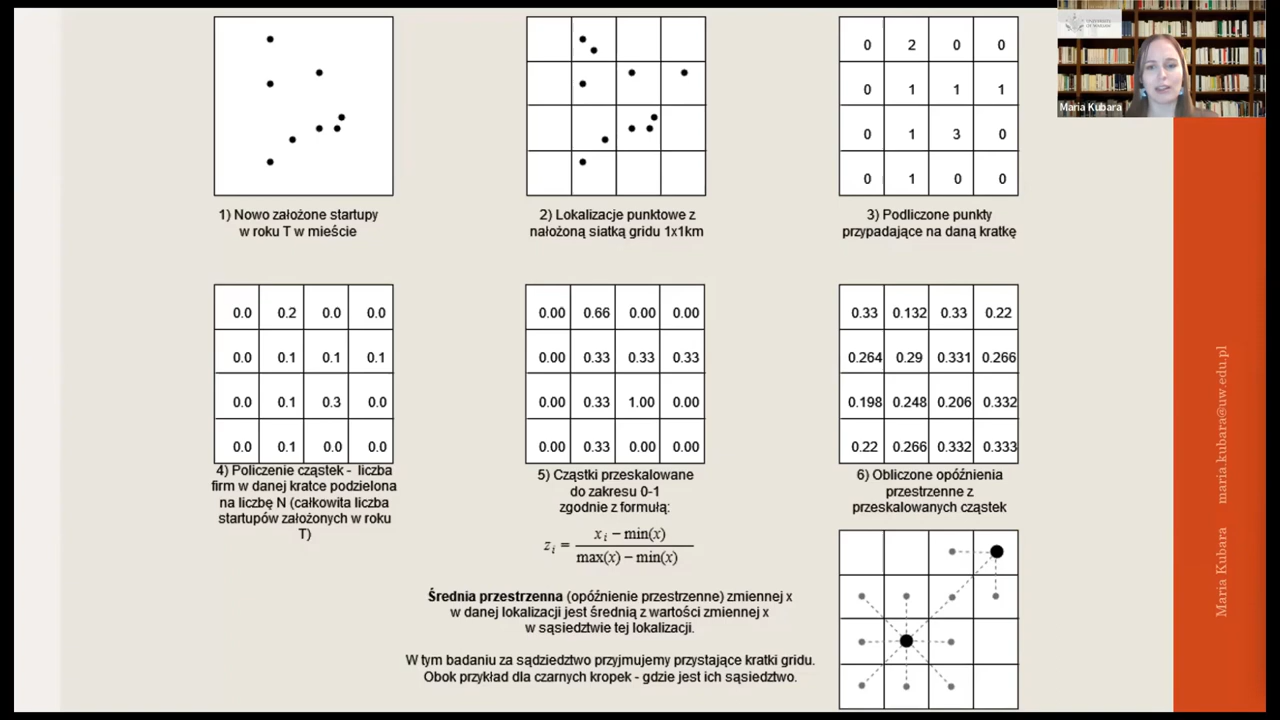 UNIVERSITY
OF WARSAW
Maria Kubara
0 2 0 0
0 1 1 1
0 1 3 0
0 1 0 0
1) Nowo założone startupy
w roku T w mieście
2) Lokalizacje punktowe z
nałożoną siatką gridu 1x1km
3) Podliczone punkty
przypadające na daną kratkę
0.0 0.2 0.0 0.0
0.0 0.1 0.1 0.1
0.0 0.1 0.3 0.0
0.0 0.1 0.0 0.0
4) Policzenie cząstek - liczba
firm w danej kratce podzielona
na liczbę N (całkowita liczba
startupów założonych w roku
T)
0.00 0.66 0.00 0.00
0.00 0.33 0.33 0.33
0.00 0.33 1.00 0.00
0.00 0.33 0.00 0.00
5) Cząstki przeskalowane
do zakresu 0-1
zgodnie z formułą:
z_i = (x_i − min(x)) / (max(x) − min(x))
0.33 0.132 0.33 0.22
0.264 0.29 0.331 0.266
0.198 0.248 0.206 0.332
0.22 0.266 0.332 0.333
6) Obliczone opóźnienia
przestrzenne z
przeskalowanych cząstek
Średnia przestrzenna (opóźnienie przestrzenne) zmiennej x
w danej lokalizacji jest średnią z wartości zmiennej x
w sąsiedztwie tej lokalizacji.
W tym badaniu za sądziedztwo przyjmujemy przystające kratki gridu.
Obok przykład dla czarnych kropek - gdzie jest ich sąsiedztwo.
Maria Kubara maria.kubara@uw.edu.pl